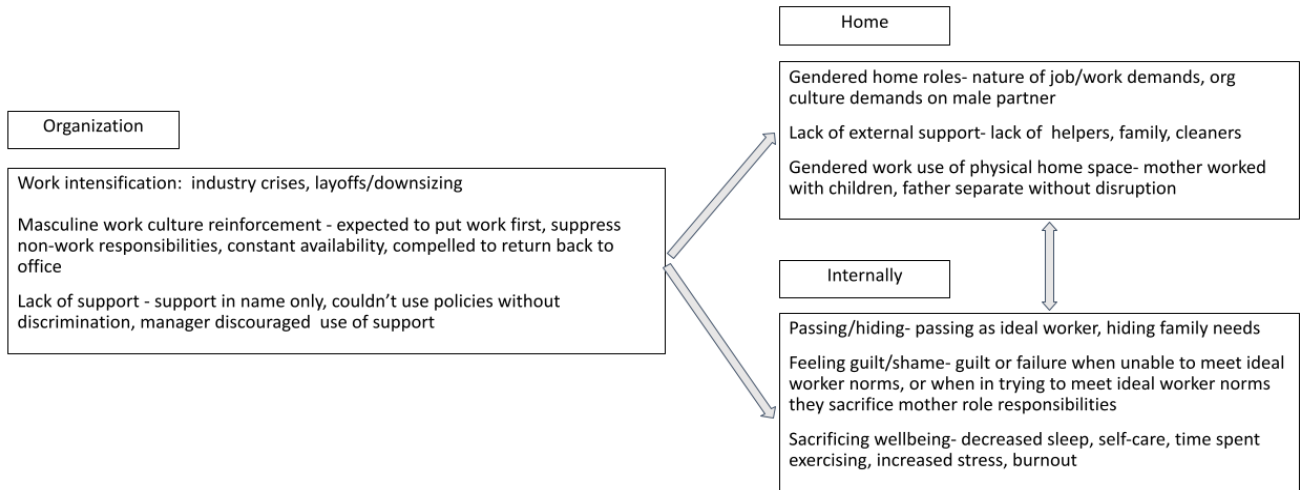 Organization
Work intensification:  industry crises, layoffs/downsizing
Masculine work culture reinforcement - expected to put work first, suppress
non-work responsibilities, constant availability, compelled to return back to
office
Lack of support - support in name only, couldn’t use policies without
discrimination, manager discouraged  use of support
Home
Gendered home roles- nature of job/work demands, org
culture demands on male partner
Lack of external support- lack of  helpers, family, cleaners
Gendered work use of physical home space- mother worked
with children, father separate without disruption
Internally
Passing/hiding- passing as ideal worker, hiding family needs
Feeling guilt/shame- guilt or failure when unable to meet ideal
worker norms, or when in trying to meet ideal worker norms
they sacrifice mother role responsibilities
Sacrificing wellbeing- decreased sleep, self-care, time spent
exercising, increased stress, burnout